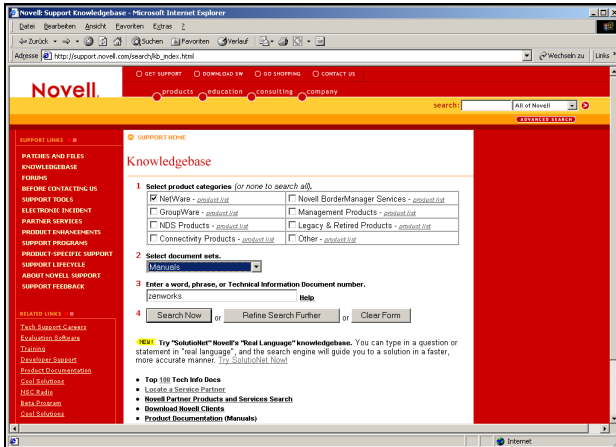 Novell: Support Knowledgebase - Microsoft Internet Explorer
Datei Bearbeiten Ansicht Favoriten Extras ?
Zurück Suchen Favoriten Verlauf
Adresse http://support.novell.com/search/kb_index.html Wechseln zu Links
Novell.
GET SUPPORT DOWNLOAD SW GO SHOPPING CONTACT US
products education consulting company
search: All of Novell
ADVANCED SEARCH
SUPPORT LINKS
PATCHES AND FILES
KNOWLEDGEBASE
FORUMS
BEFORE CONTACTING US
SUPPORT TOOLS
ELECTRONIC INCIDENT
PARTNER SERVICES
PRODUCT ENHANCEMENTS
SUPPORT PROGRAMS
PRODUCT-SPECIFIC SUPPORT
SUPPORT LIFECYCLE
ABOUT NOVELL SUPPORT
SUPPORT FEEDBACK
RELATED LINKS
Tech Support Careers
Evaluation Software
Training
Developer Support
Product Documentation
Cool Solutions
NSC Radio
Beta Program
Cool Solutions
SUPPORT HOME
Knowledgebase
1 Select product categories (or none to search all).
NetWare - product list Novell BorderManager Services - product list
GroupWare - product list Management Products - product list
NDS Products - product list Legacy & Retired Products - product list
Connectivity Products - product list Other - product list
2 Select document sets.
Manuals
3 Enter a word, phrase, or Technical Information Document number.
zenworks Help
4 Search Now or Refine Search Further or Clear Form
NEW! Try "SolutioNet" Novell's "Real Language" knowledgebase. You can type in a question or
statement in "real language", and the search engine will guide you to a solution in a faster,
more accurate manner. Try SolutioNet Now!
Top 100 Tech Info Docs
Locate a Service Partner
Novell Partner Products and Services Search
Download Novell Clients
Product Documentation (Manuals)
Internet